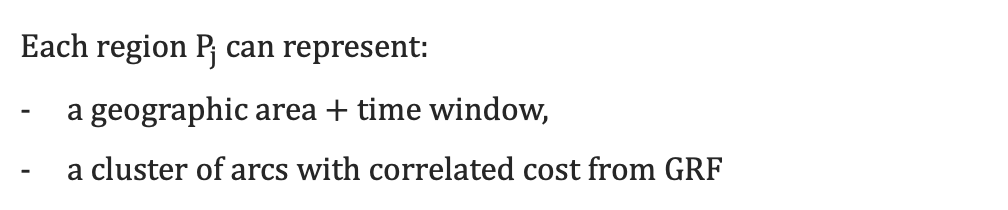 Each region Pj can represent:
- a geographic area + time window,
- a cluster of arcs with correlated cost from GRF